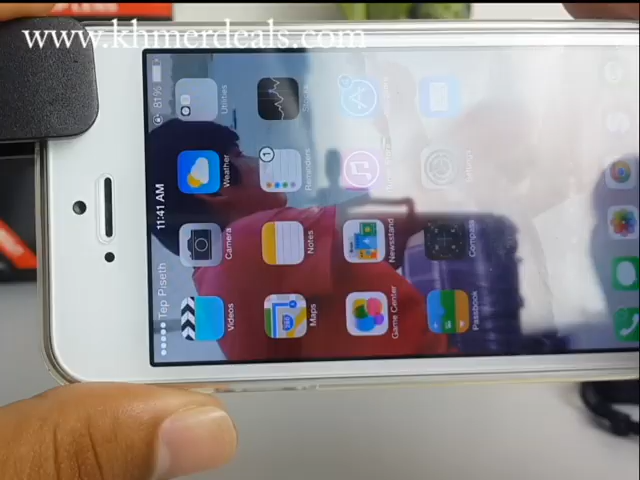 www.khmerdeals.com
Tep Piseth
11:41 AM
81%
Videos
Camera
Weather
Utilities
Maps
Notes
Reminders
Game Center
Newsstand
Passbook
Compass